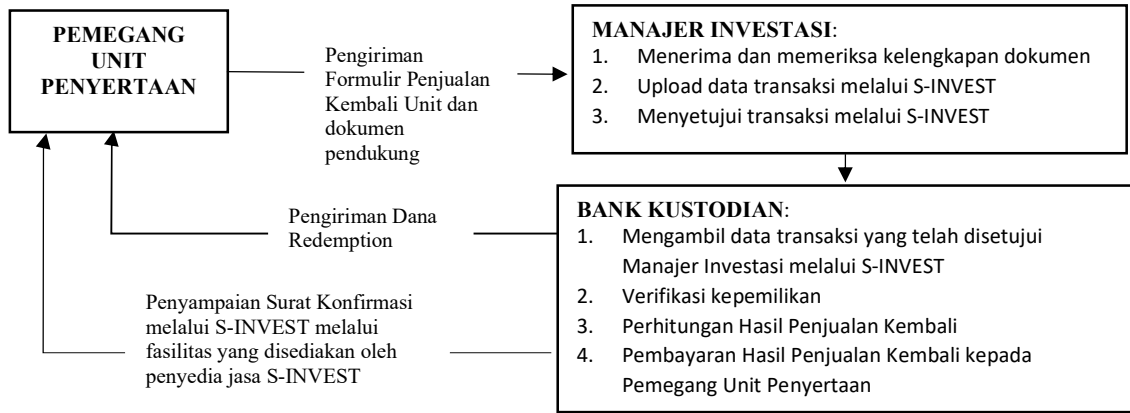 PEMEGANG
UNIT
PENYERTAAN
Pengiriman
Formulir Penjualan
Kembali Unit dan
dokumen
pendukung
MANAJER INVESTASI:
1. Menerima dan memeriksa kelengkapan dokumen
2. Upload data transaksi melalui S-INVEST
3. Menyetujui transaksi melalui S-INVEST
BANK KUSTODIAN:
1. Mengambil data transaksi yang telah disetujui
Manajer Investasi melalui S-INVEST
2. Verifikasi kepemilikan
3. Perhitungan Hasil Penjualan Kembali
4. Pembayaran Hasil Penjualan Kembali kepada
Pemegang Unit Penyertaan
Pengiriman Dana
Redemption
Penyampaian Surat Konfirmasi
melalui S-INVEST melalui
fasilitas yang disediakan oleh
penyedia jasa S-INVEST